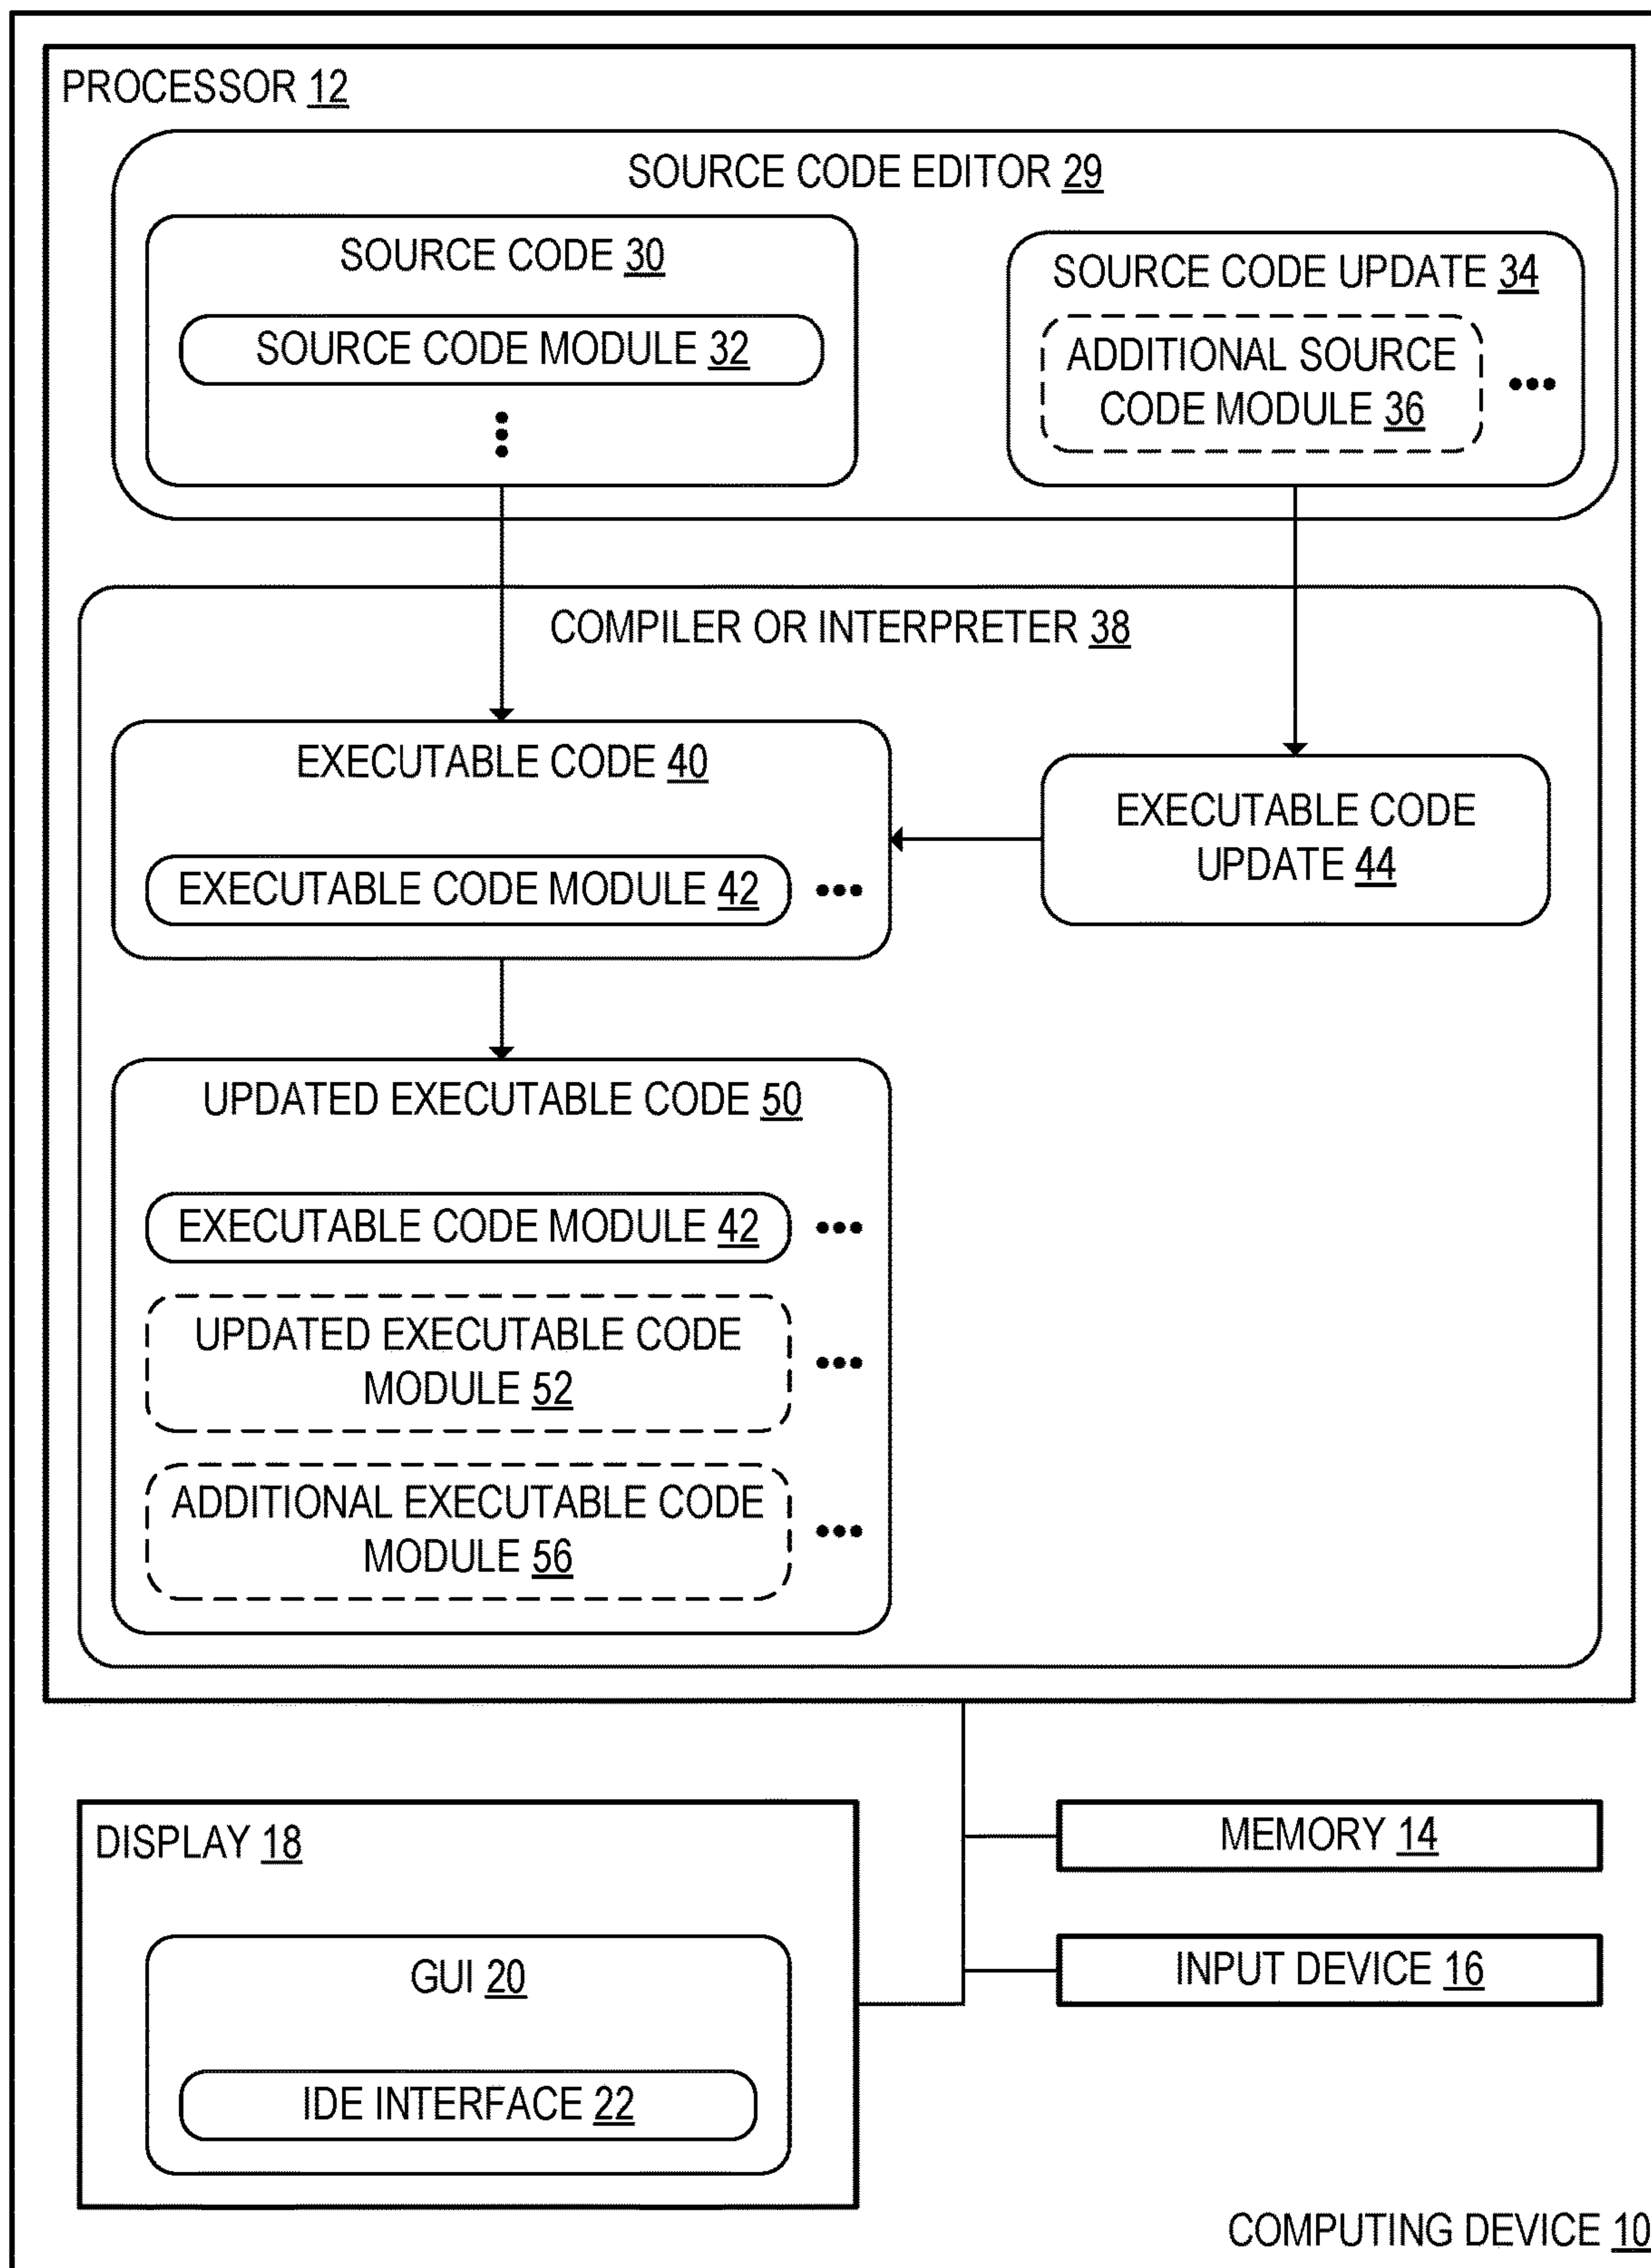 PROCESSOR 12
SOURCE CODE EDITOR 29
SOURCE CODE 30
SOURCE CODE MODULE 32
SOURCE CODE UPDATE 34
ADDITIONAL SOURCE
CODE MODULE 36
COMPILER OR INTERPRETER 38
EXECUTABLE CODE 40
EXECUTABLE CODE MODULE 42
EXECUTABLE CODE
UPDATE 44
UPDATED EXECUTABLE CODE 50
EXECUTABLE CODE MODULE 42
UPDATED EXECUTABLE CODE
MODULE 52
ADDITIONAL EXECUTABLE CODE
MODULE 56
DISPLAY 18
GUI 20
IDE INTERFACE 22
MEMORY 14
INPUT DEVICE 16
COMPUTING DEVICE 10